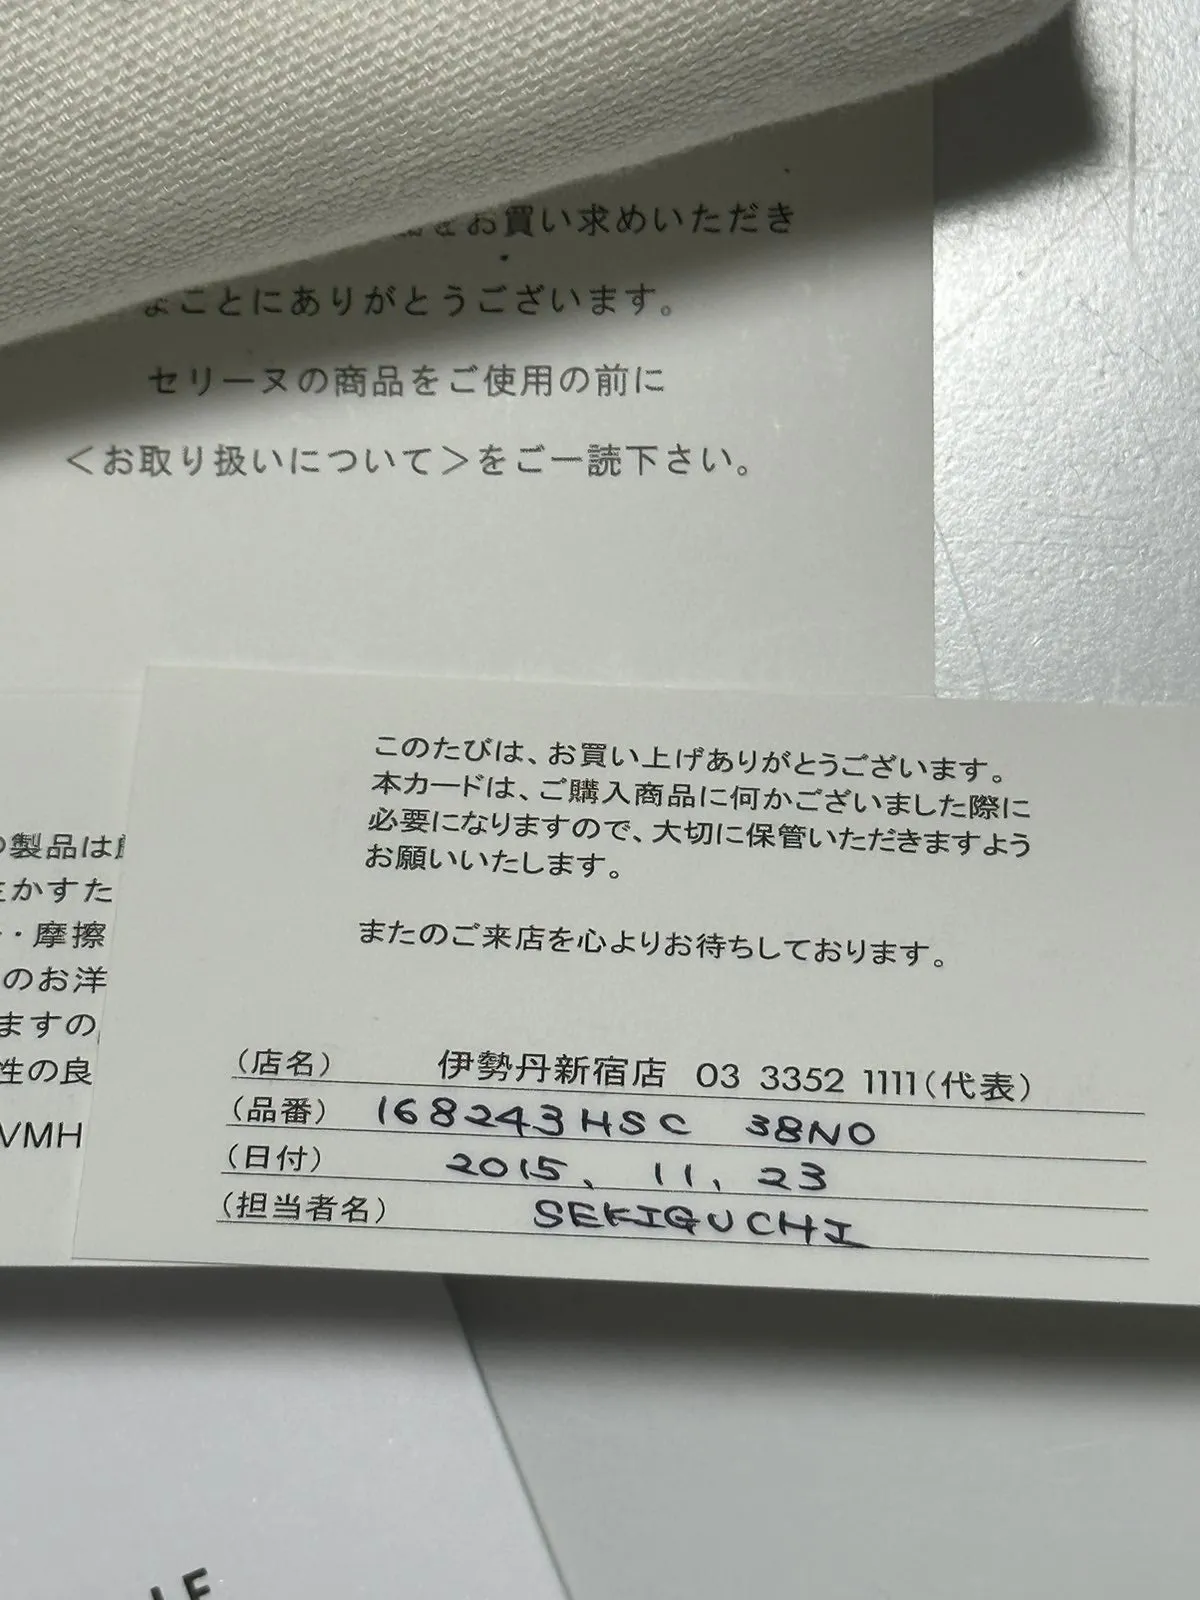 をお買い求めいただき
ことにありがとうございます。
セリーヌの商品をご使用の前に
＜お取り扱いについて＞をご一読下さい。
製品は
かすた
・摩擦
のお洋
ますの
性の良
VMH
このたびは、お買い上げありがとうございます。
本カードは、ご購入商品に何かございました際に
必要になりますので、大切に保管いただきますよう
お願いいたします。
またのご来店を心よりお待ちしております。
（店名） 伊勢丹新宿店 03 3352 1111（代表）
（品番） 168243HSC 38NO
（日付） 2015、11、23
（担当者名） SEKIGUCHI